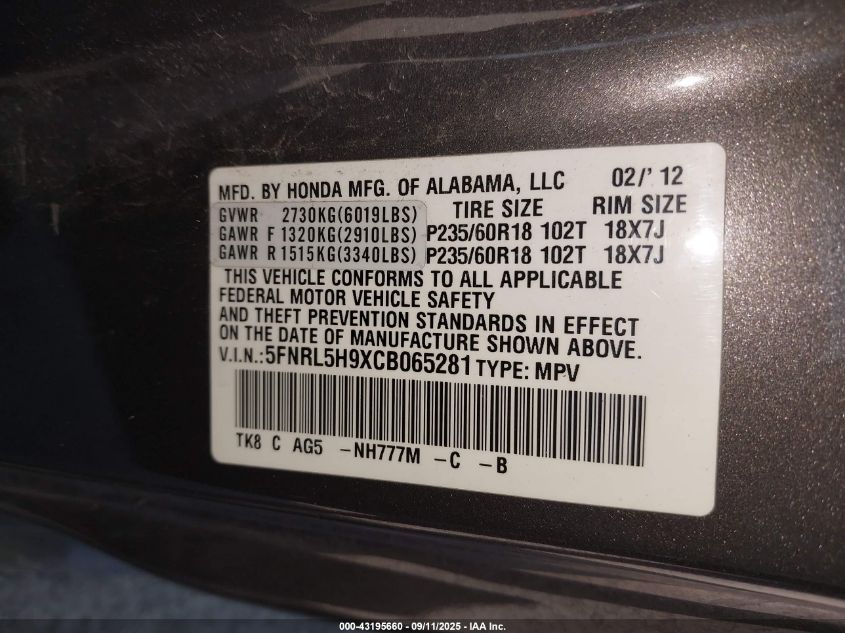 MFD. BY HONDA MFG. OF ALABAMA, LLC 02/' 12
GVWR 2730KG(6019LBS) TIRE SIZE RIM SIZE
GAWR F 1320KG(2910LBS) P235/60R18 102T 18X7J
GAWR R 1515KG(3340LBS) P235/60R18 102T 18X7J
THIS VEHICLE CONFORMS TO ALL APPLICABLE
FEDERAL MOTOR VEHICLE SAFETY
AND THEFT PREVENTION STANDARDS IN EFFECT
ON THE DATE OF MANUFACTURE SHOWN ABOVE.
V.I.N.:5FNRL5H9XCB065281 TYPE: MPV
TK8 C AG5 -NH777M -C -B
000-43195660 - 09/11/2025 - IAA Inc.